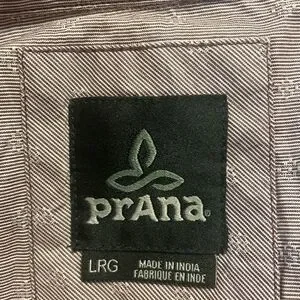 prAna®
LRG
MADE IN INDIA
FABRIQUE EN INDE